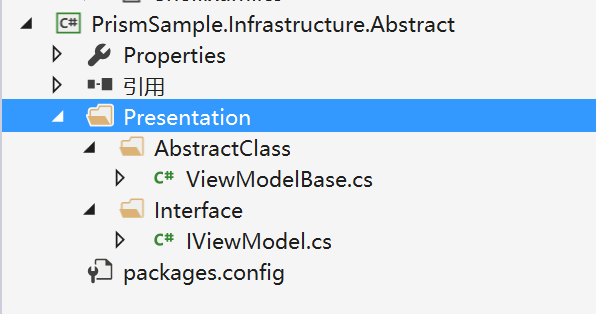 C# PrismSample.Infrastructure.Abstract
Properties
引用
Presentation
AbstractClass
C# ViewModelBase.cs
Interface
C# IViewModel.cs
packages.config